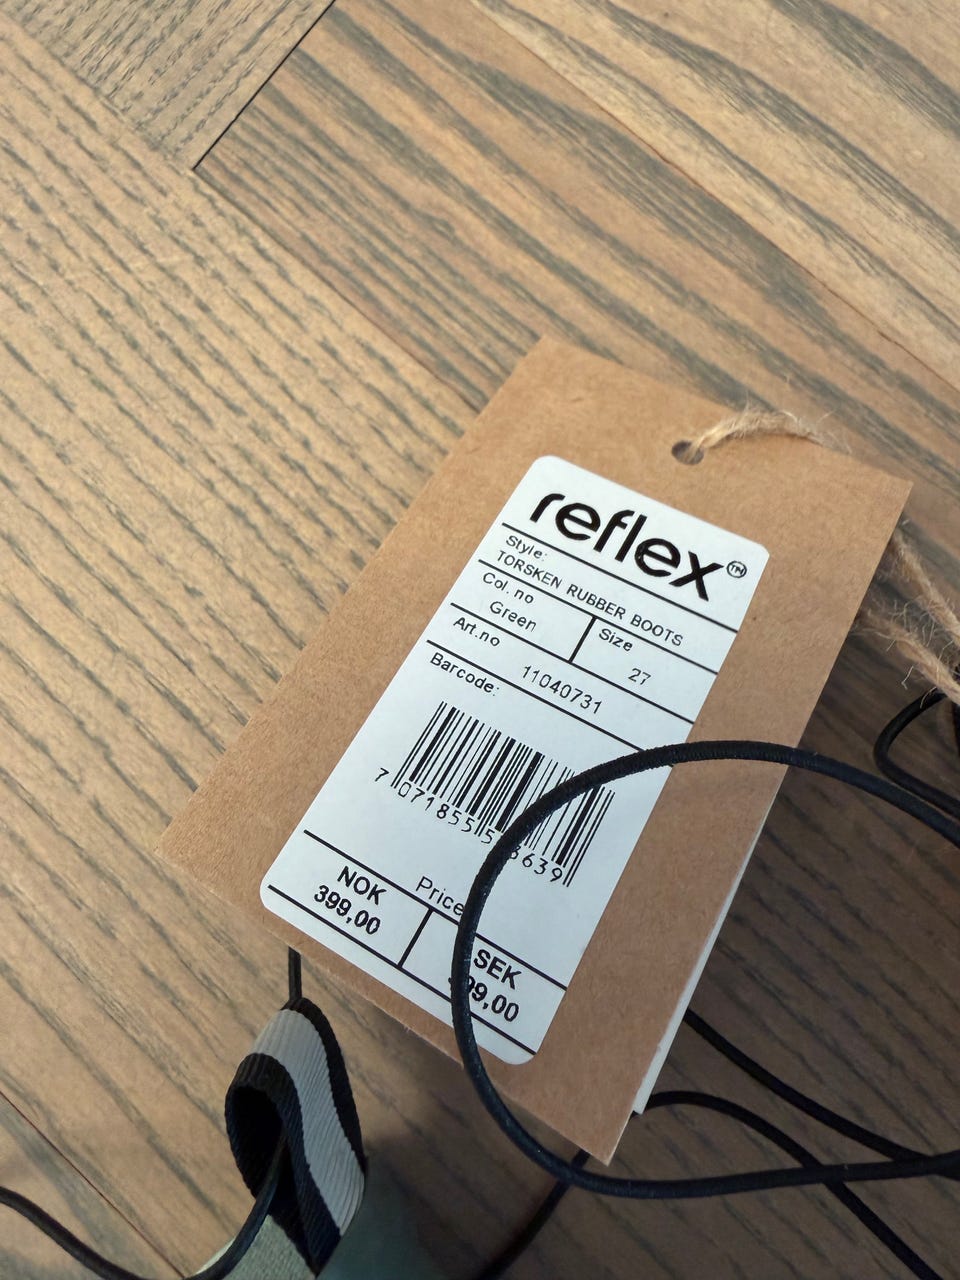 reflex™
Style:
TORSKEN RUBBER BOOTS
Col. no
Green
Size
27
Art.no
11040731
Barcode:
7
Price
NOK
399,00
SEK